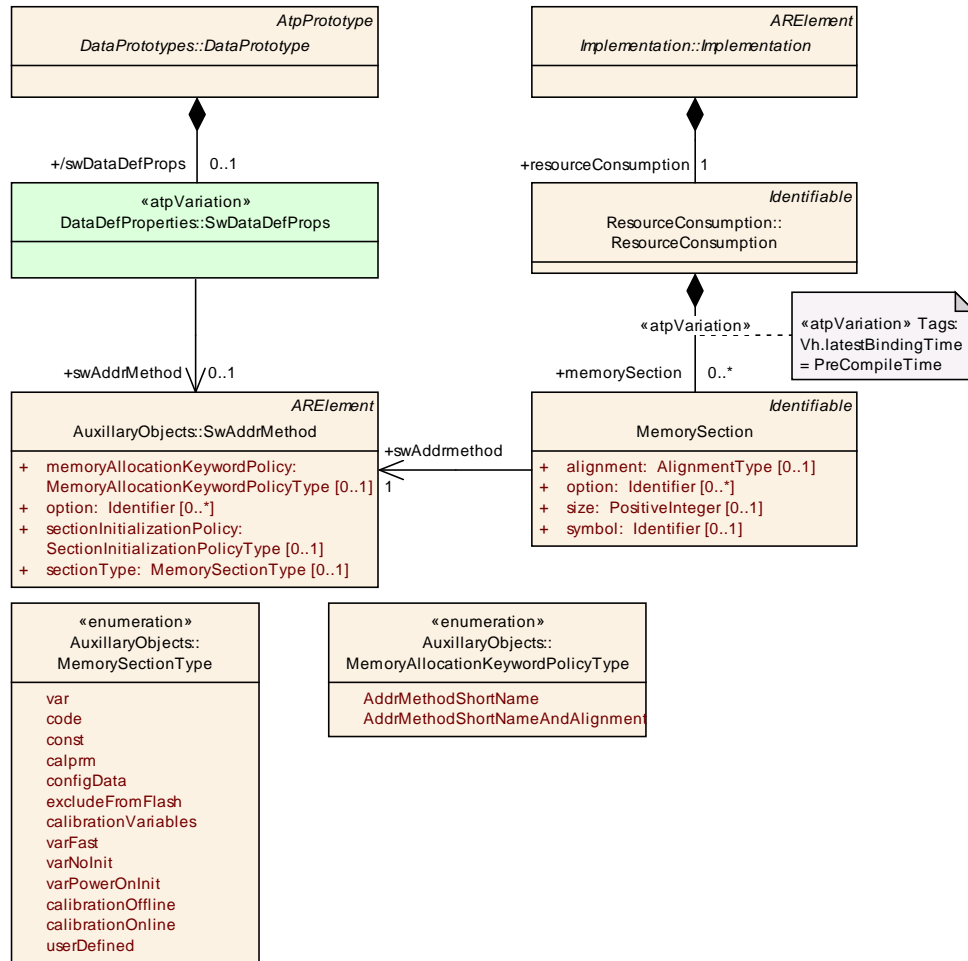 AtpPrototype
DataPrototypes::DataPrototype
ARElement
Implementation::Implementation
+/swDataDefProps 0..1
+resourceConsumption 1
«atpVariation»
DataDefProperties::SwDataDefProps
Identifiable
ResourceConsumption::
ResourceConsumption
«atpVariation»
«atpVariation» Tags:
Vh.latestBindingTime
= PreCompileTime
+swAddrMethod 0..1
+memorySection 0..*
ARElement
AuxillaryObjects::SwAddrMethod
+ memoryAllocationKeywordPolicy:
MemoryAllocationKeywordPolicyType [0..1]
+ option: Identifier [0..*]
+ sectionInitializationPolicy:
SectionInitializationPolicyType [0..1]
+ sectionType: MemorySectionType [0..1]
+swAddrmethod
1
Identifiable
MemorySection
+ alignment: AlignmentType [0..1]
+ option: Identifier [0..*]
+ size: PositiveInteger [0..1]
+ symbol: Identifier [0..1]
«enumeration»
AuxillaryObjects::
MemorySectionType
var
code
const
calprm
configData
excludeFromFlash
calibrationVariables
varFast
varNoInit
varPowerOnInit
calibrationOffline
calibrationOnline
userDefined
«enumeration»
AuxillaryObjects::
MemoryAllocationKeywordPolicyType
AddrMethodShortName
AddrMethodShortNameAndAlignment